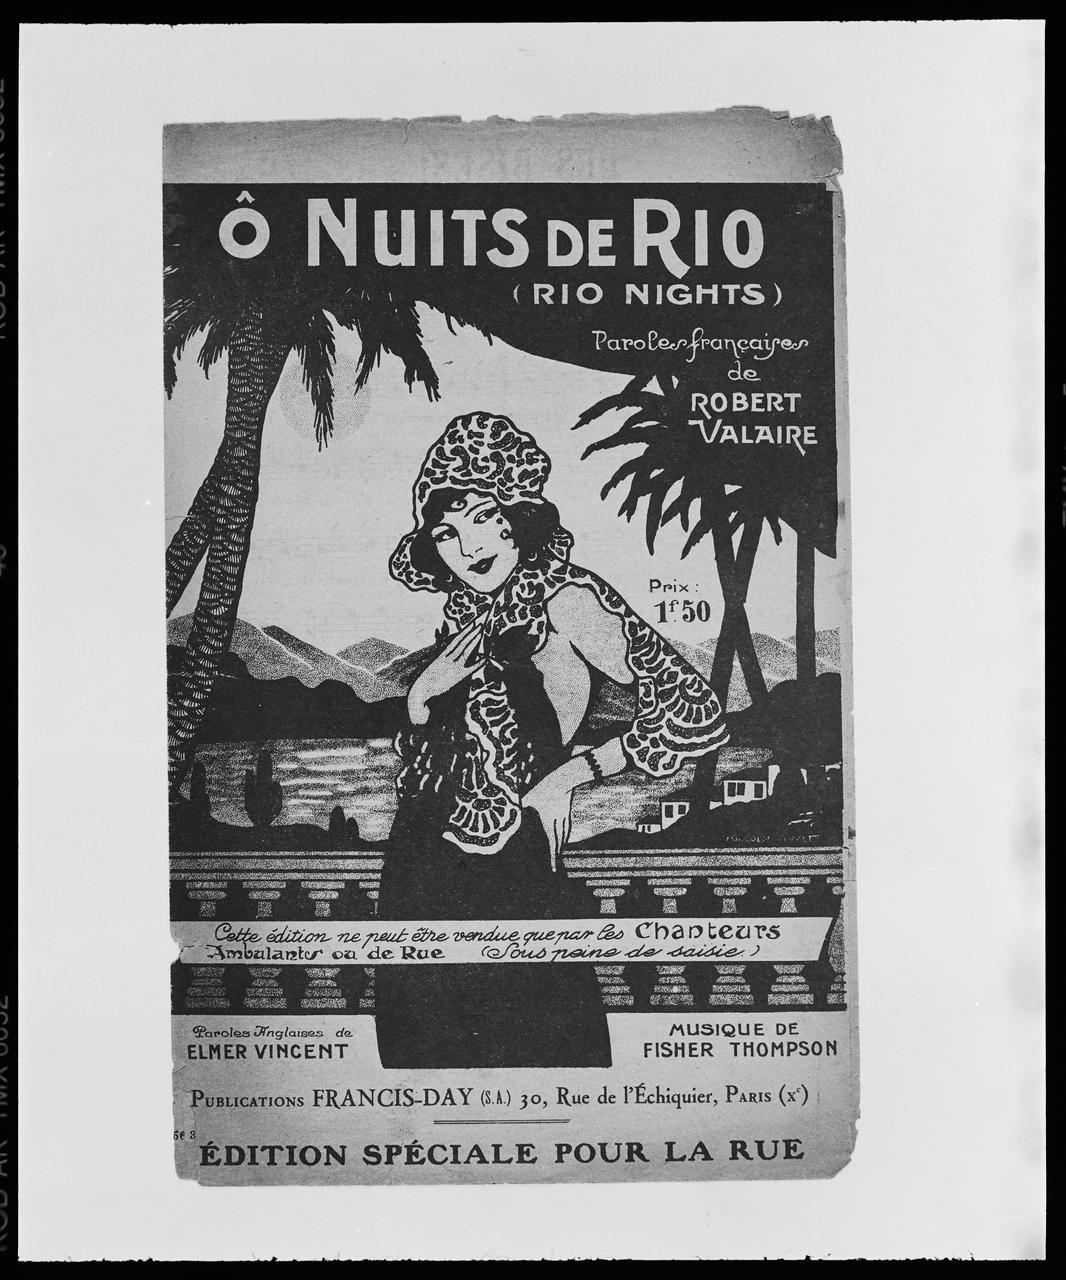 Ô NUITS DE RIO
(RIO NIGHTS)
Paroles françaises
de
ROBERT
VALAIRE
Prix :
1f50
Cette édition ne peut être vendue que par les Chanteurs
Ambulants ou de Rue (Sous peine de saisie.)
Paroles Anglaises de
ELMER VINCENT
MUSIQUE DE
FISHER THOMPSON
PUBLICATIONS FRANCIS-DAY (S.A.) 30, Rue de l'Échiquier, PARIS (xe)
ÉDITION SPÉCIALE POUR LA RUE